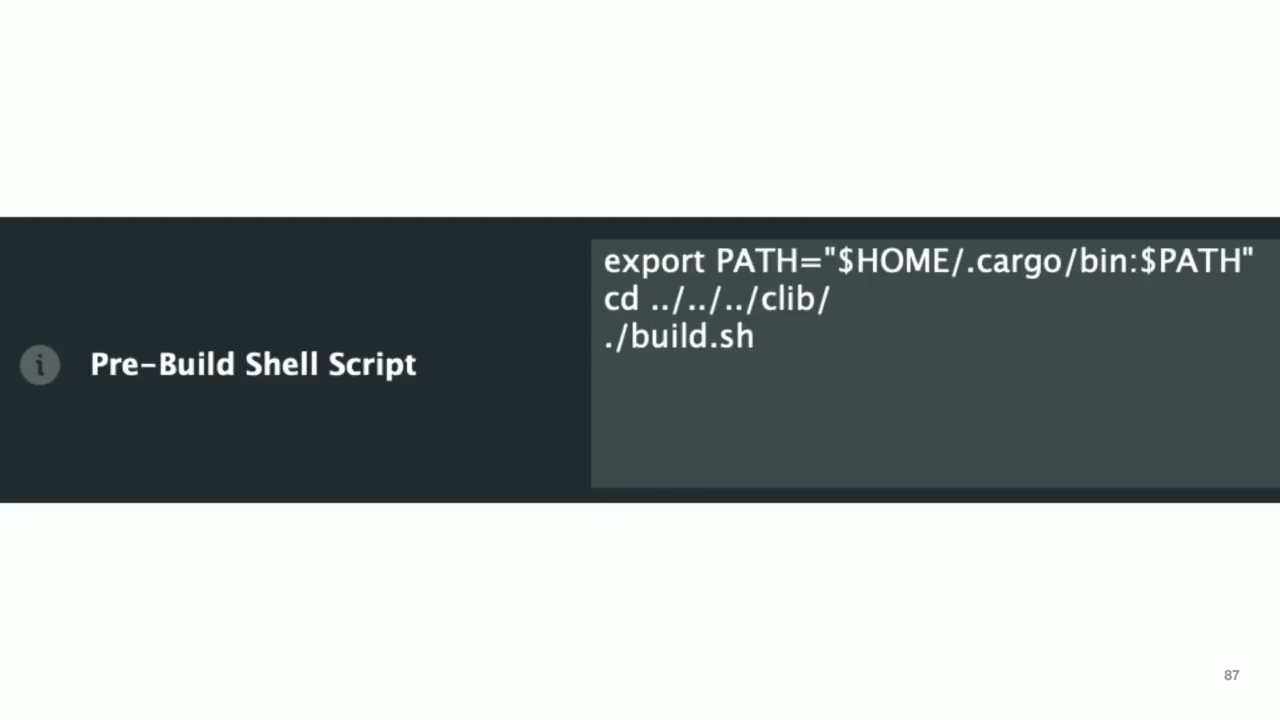 export PATH="$HOME/.cargo/bin:$PATH"
cd ../../../clib/
./build.sh
i Pre-Build Shell Script
87